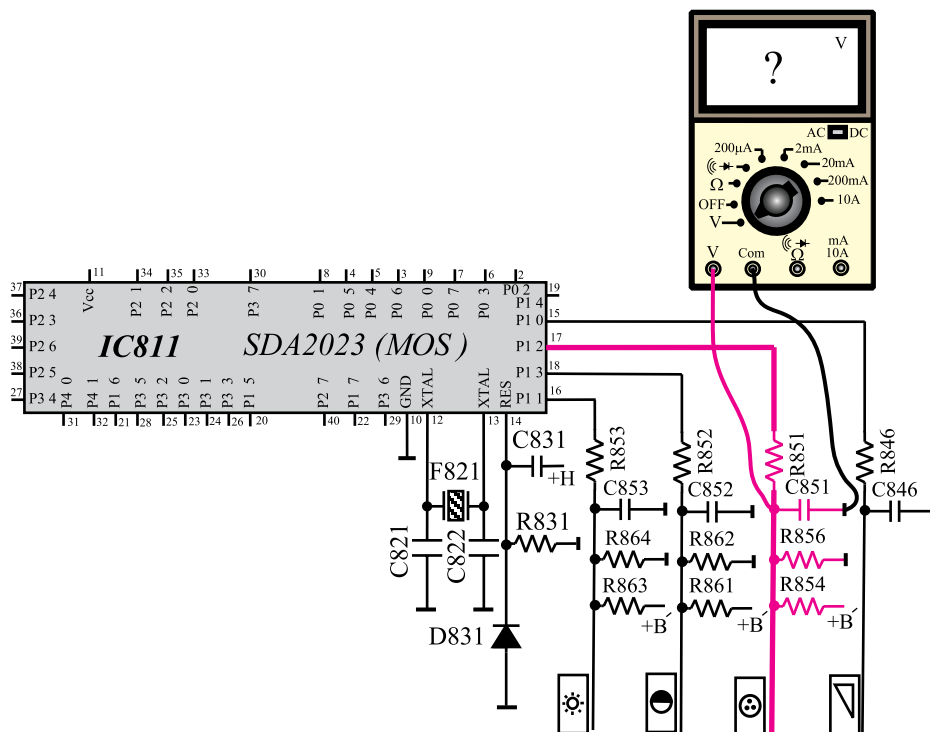 V
?
AC DC
200µA 2mA
20mA
Ω 200mA
OFF 10A
V
V Com Ω mA
10A
11 34 35 33 30 8 4 5 3 9 7 6 2
37 P2 4 Vcc P2 1 P2 2 P2 0 P3 7 P0 1 P0 5 P0 4 P0 6 P0 0 P0 7 P0 3 P0 2 19
P1 4
36 P2 3 P1 0 15
39 P2 6 IC811 SDA2023 (MOS) P1 2 17
38 P2 5 P1 3 18
27 P3 4 P4 0 P4 1 P1 6 P3 5 P3 2 P3 0 P3 1 P3 3 P1 5 P2 7 P1 7 P3 6 GND XTAL XTAL RES P1 1 16
31 32 21 28 25 23 24 26 20 40 22 29 10 12 13 14
R853 R852 R851 R846
C831
+H
F821
C853 C852 C851 C846
C821 C822 R831
R864 R862 R856
R863 R861 R854
+B′ +B′ +B′
D831